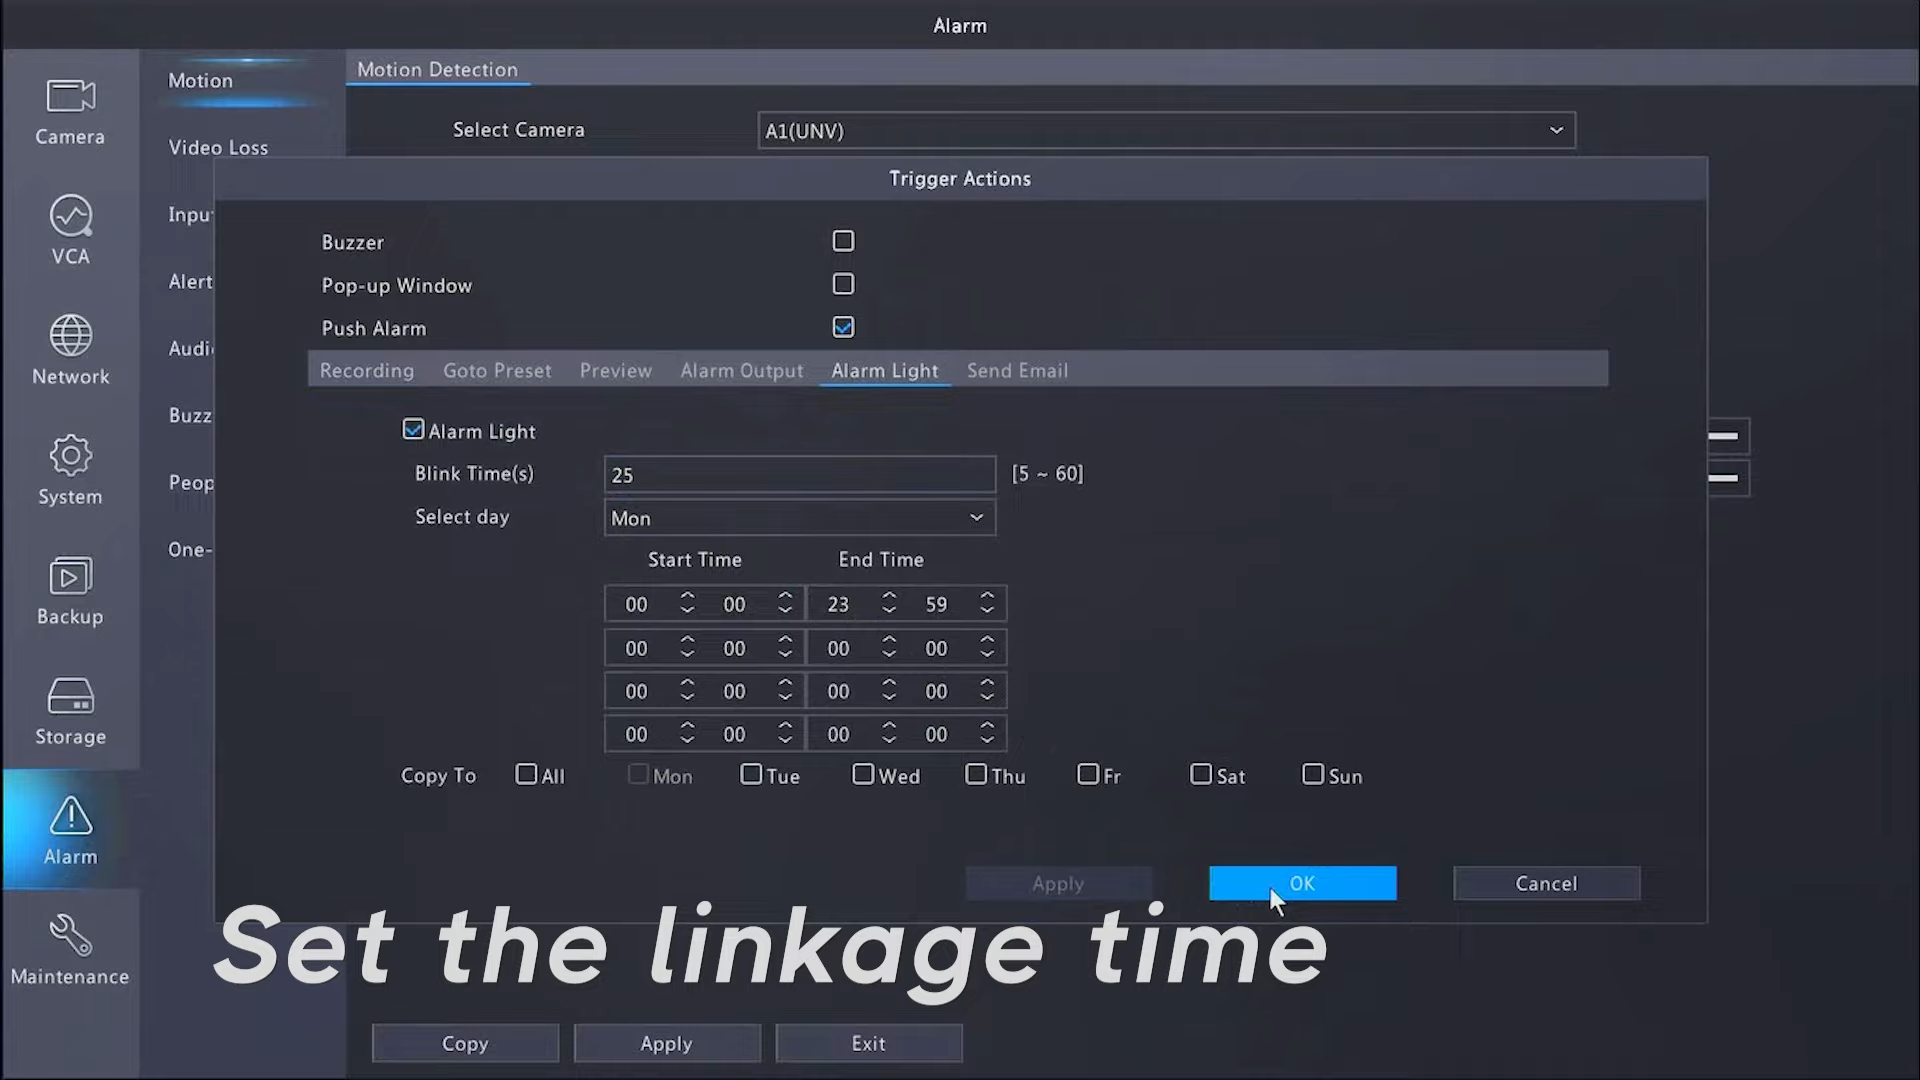 Alarm
Camera
VCA
Network
System
Backup
Storage
Alarm
Maintenance
Motion
Video Loss
Inpu
Alert
Audi
Buzz
Peop
One-
Motion Detection
Select Camera A1(UNV)
Trigger Actions
Buzzer
Pop-up Window
Push Alarm
Recording Goto Preset Preview Alarm Output Alarm Light Send Email
Alarm Light
Blink Time(s) 25 [5 ~ 60]
Select day Mon
Start Time End Time
00 00 23 59
00 00 00 00
00 00 00 00
00 00 00 00
Copy To All Mon Tue Wed Thu Fr Sat Sun
Apply OK Cancel
Set the linkage time
Copy Apply Exit